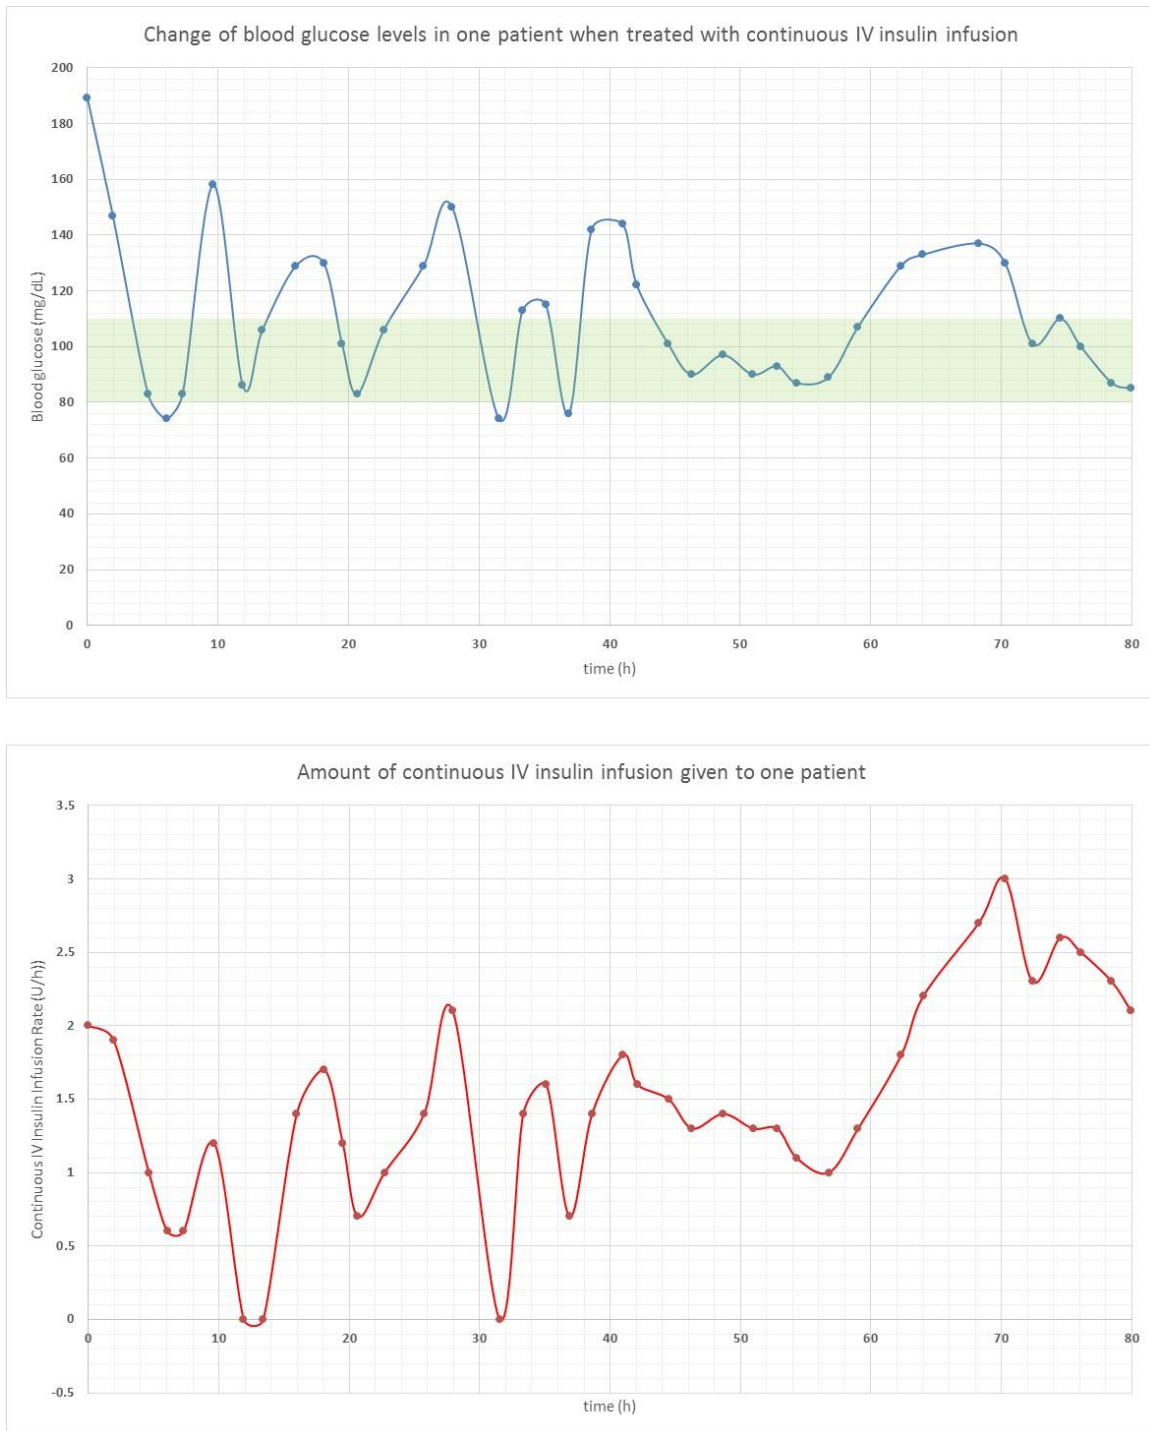 Change of blood glucose levels in one patient when treated with continuous IV insulin infusion
200
180
160
140
120
100
80
60
40
20
0
Blood glucose (mg/dL)
0 10 20 30 40 50 60 70 80
time (h)
Amount of continuous IV insulin infusion given to one patient
3.5
3
2.5
2
1.5
1
0.5
0
-0.5
Continuous IV Insulin Infusion Rate (U/h))
0 10 20 30 40 50 60 70 80
time (h)